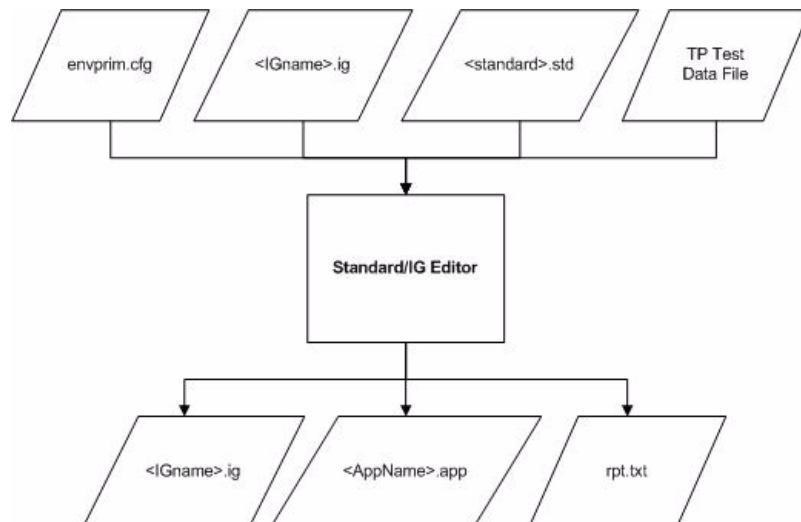 envprim.cfg
<IGname>.ig
<standard>.std
TP Test
Data File
Standard/IG Editor
<IGname>.ig
<AppName>.app
rpt.txt